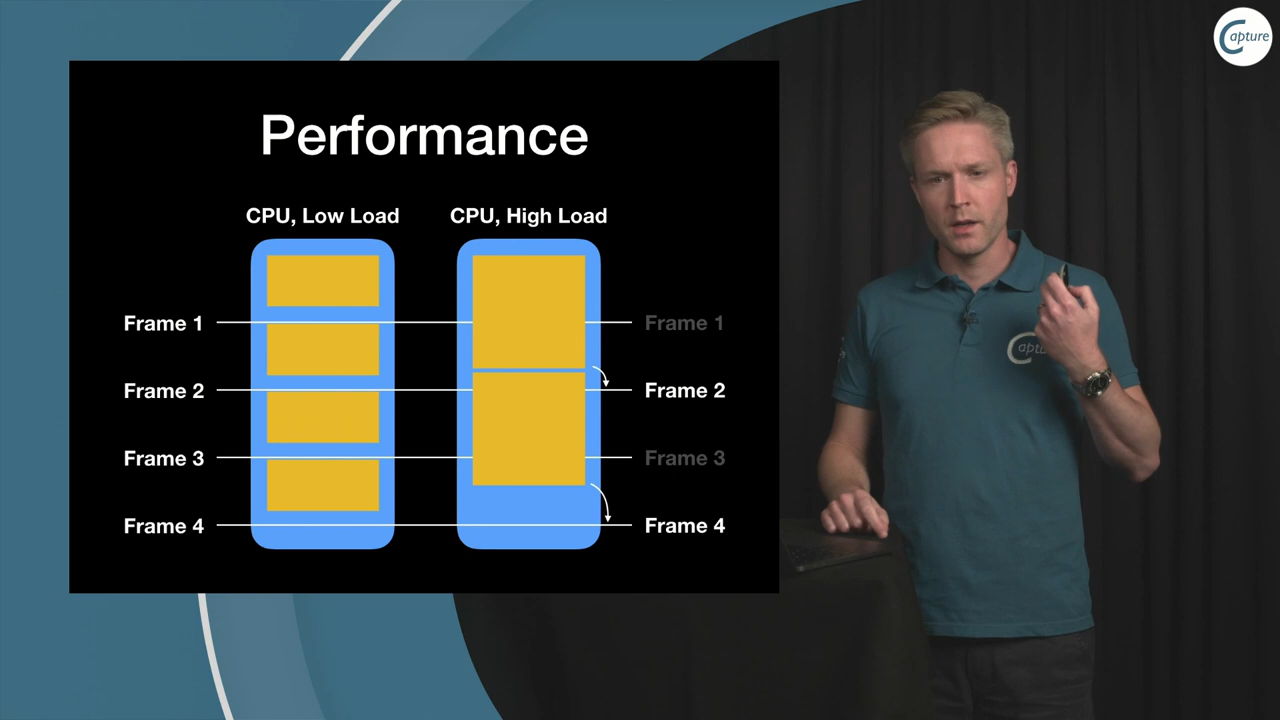 Capture
Performance
CPU, Low Load
CPU, High Load
Frame 1
Frame 1
Frame 2
Frame 2
Frame 3
Frame 3
Frame 4
Frame 4
Captu